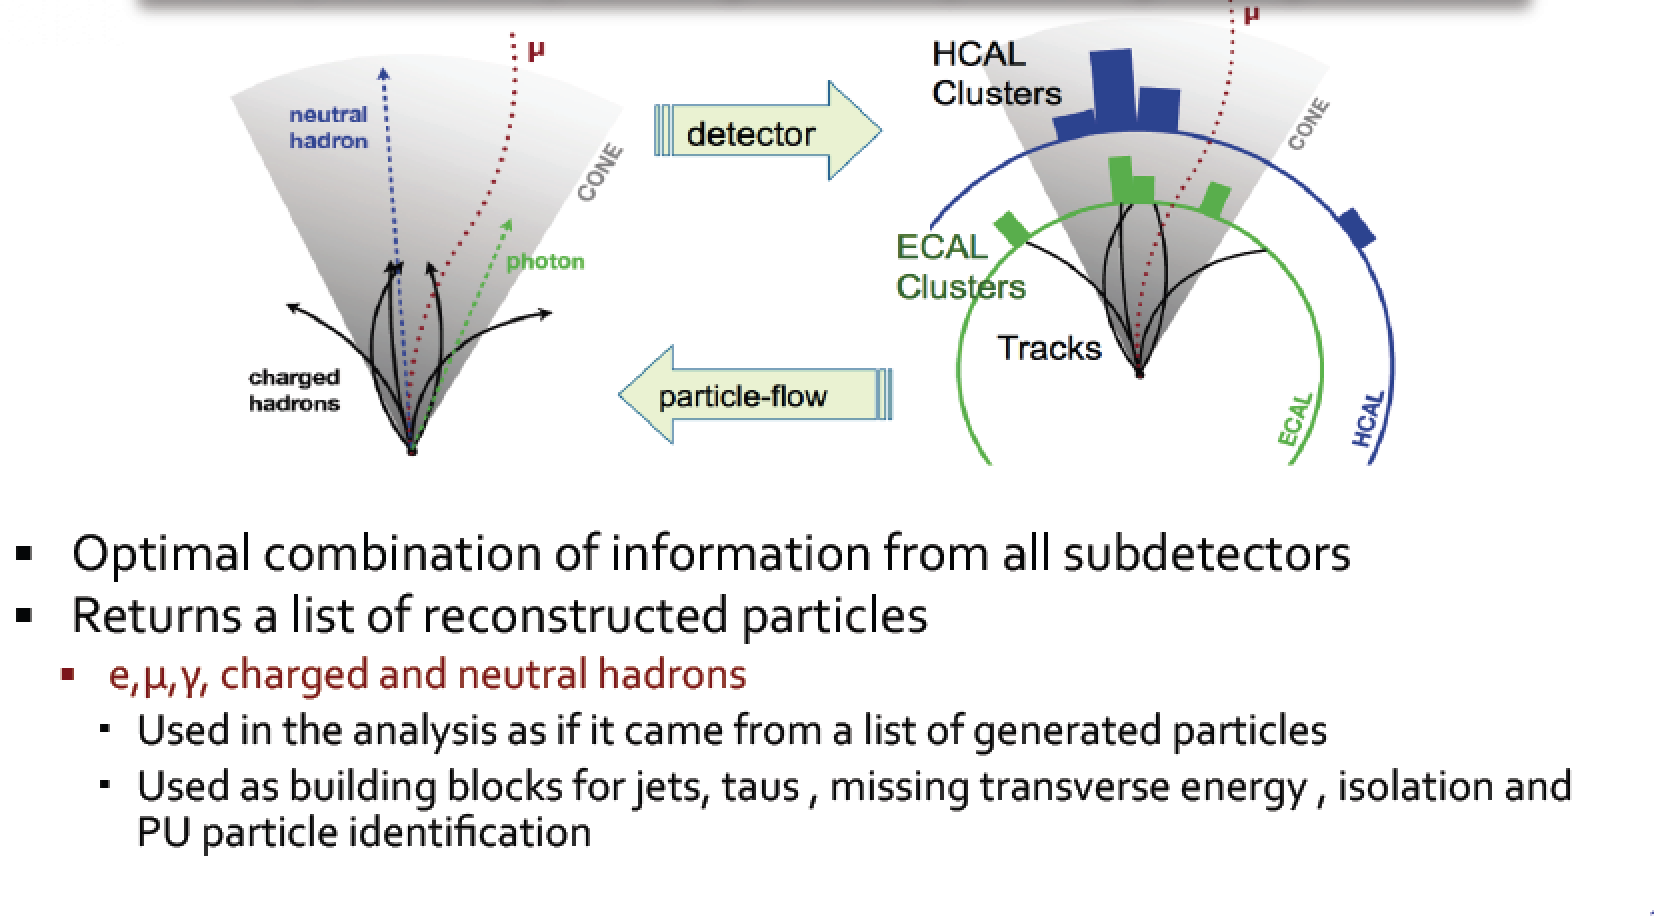 μ
neutral
hadron
CONE
photon
charged
hadrons
detector
particle-flow
μ
HCAL
Clusters
CONE
ECAL
Clusters
Tracks
ECAL
HCAL
▪ Optimal combination of information from all subdetectors
▪ Returns a list of reconstructed particles
▪ e,μ,γ, charged and neutral hadrons
▪ Used in the analysis as if it came from a list of generated particles
▪ Used as building blocks for jets, taus , missing transverse energy , isolation and
PU particle identification